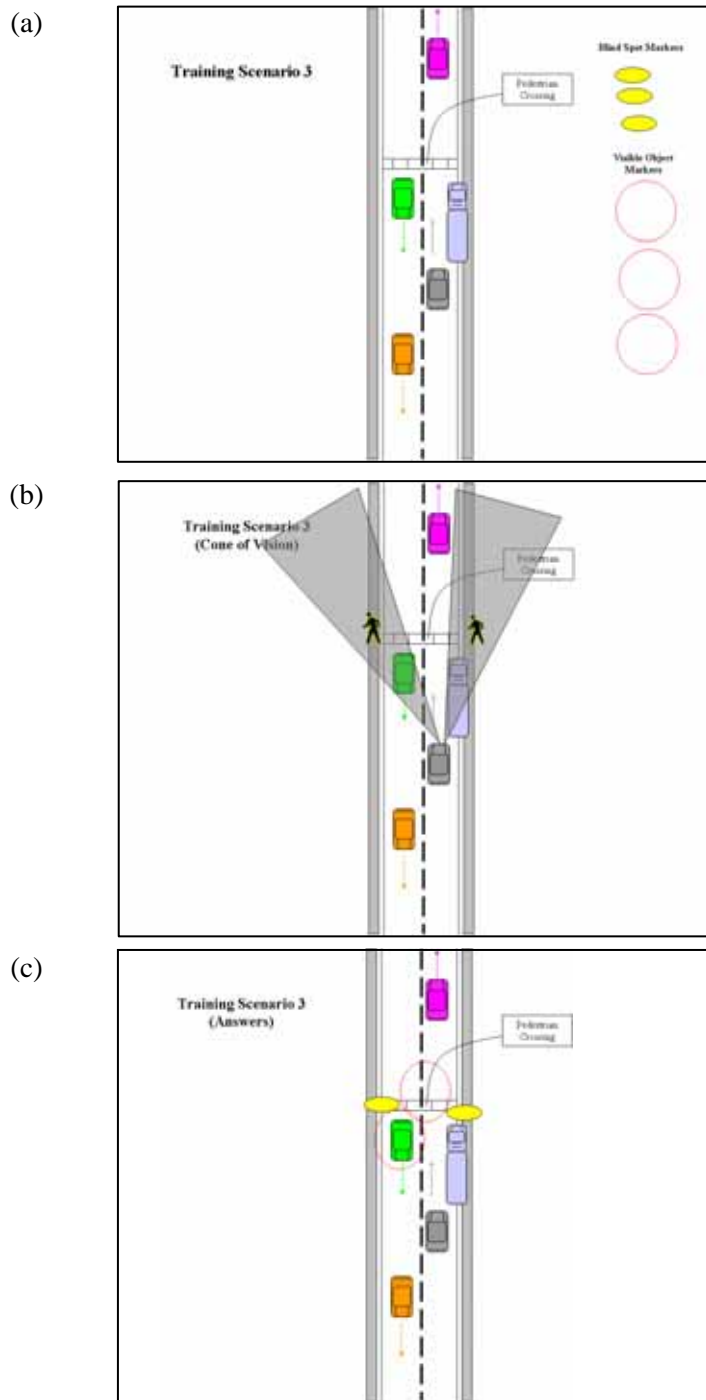 (a)
Training Scenario 3
Blind Spot Markers
Pedestrian
Crossing
Visible Object
Markers
(b)
Training Scenario 3
(Cone of Vision)
Pedestrian
Crossing
(c)
Training Scenario 3
(Answers)
Pedestrian
Crossing